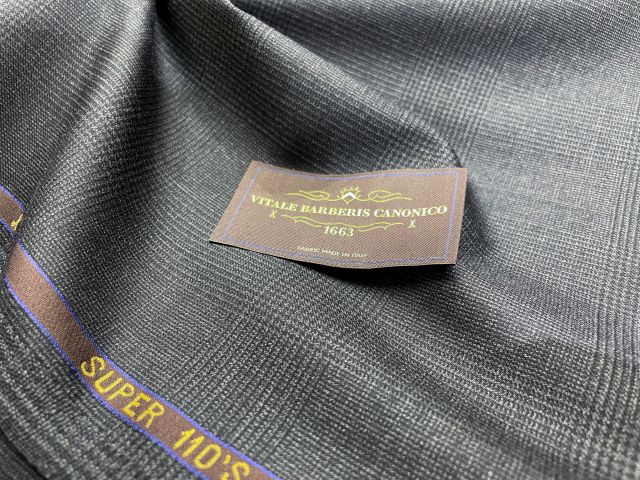 VITALE BARBERIS CANONICO
1663
FABRIC MADE IN ITALY
SUPER 110'S